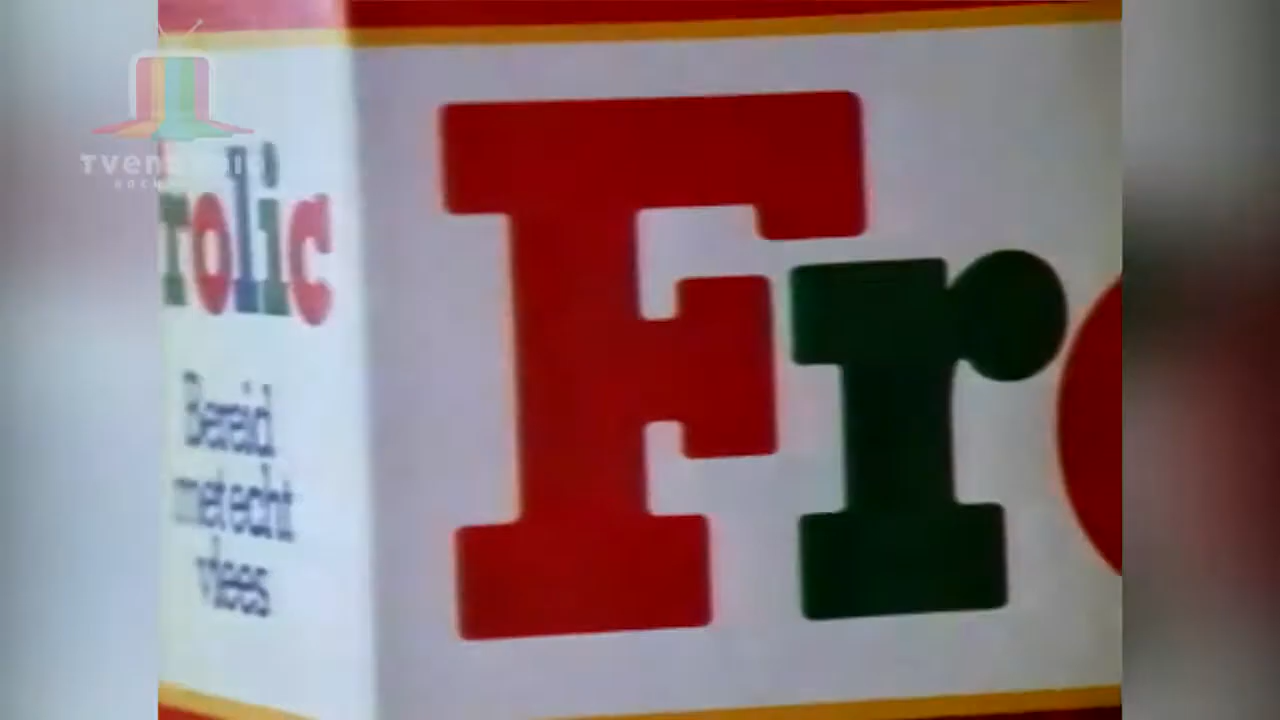 rolic
Bereid
met echt
vlees
Fr